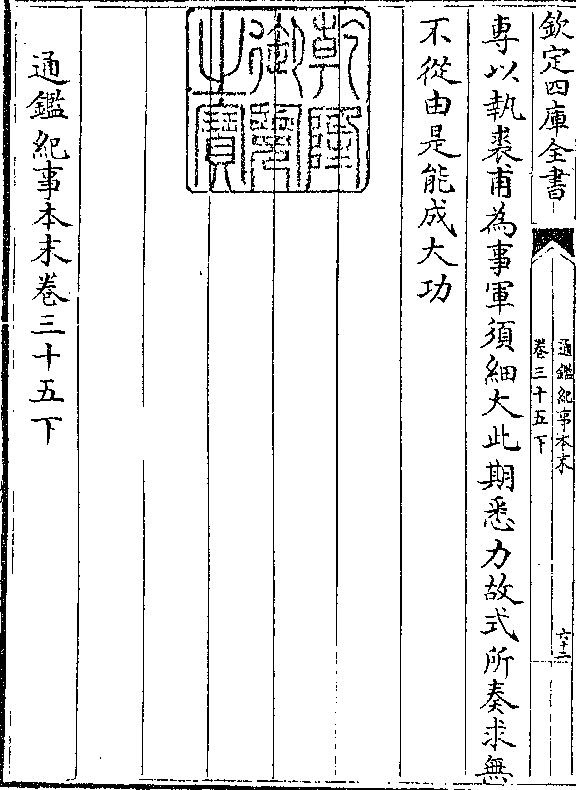 欽定四庫全書
通鑑紀事本末
卷三十五下
六十二
專以執裘甫為事軍須細大此期悉力故式所奏求無
不從由是能成大功
乾隆御覽之寶
通鑑紀事本末卷三十五下